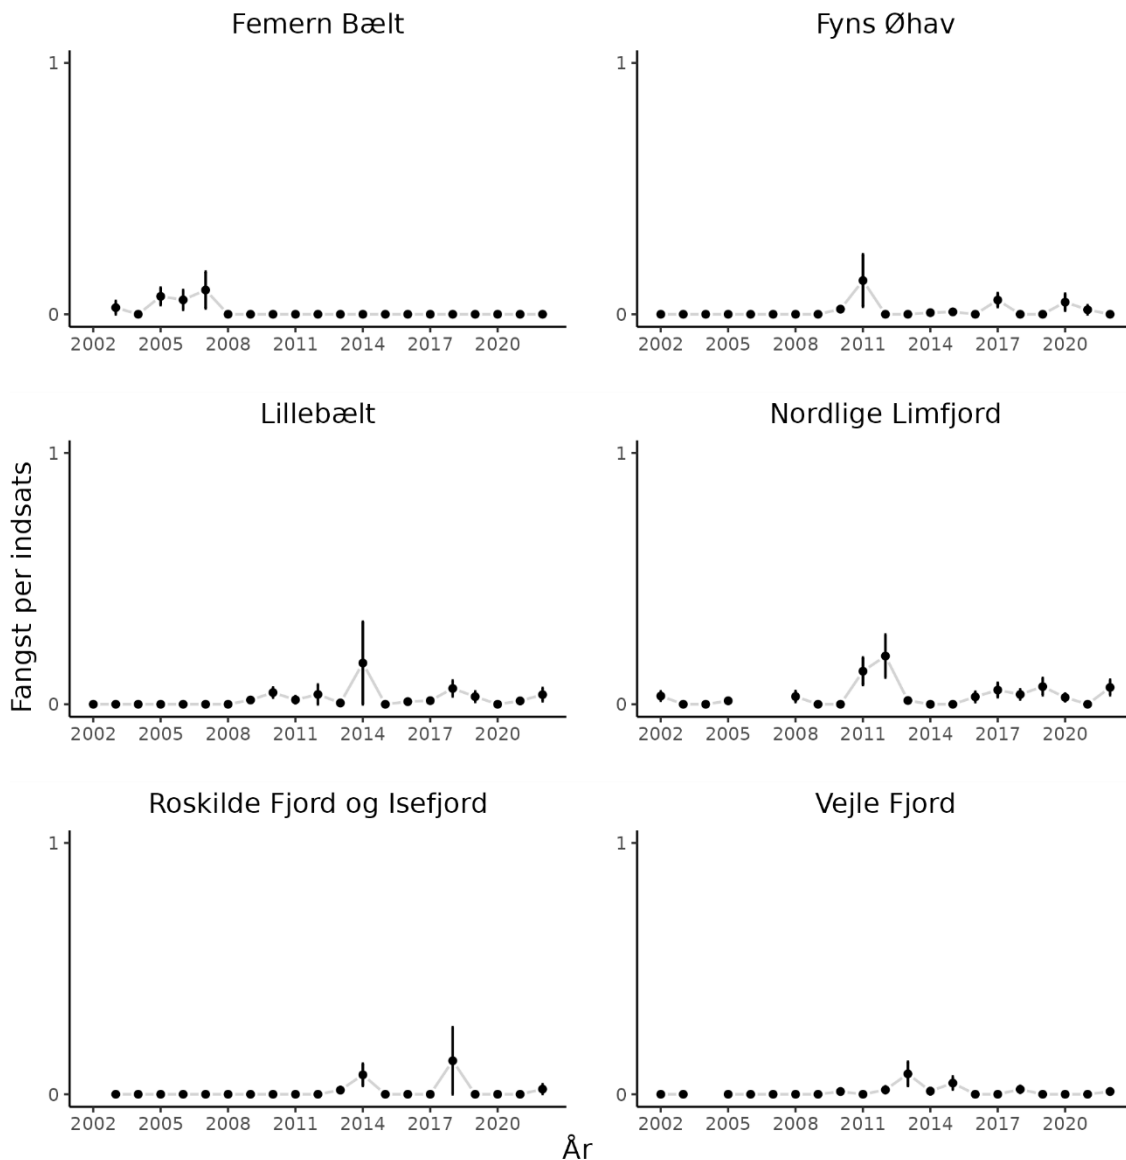 Femern Bælt
Fyns Øhav
1
0
2002 2005 2008 2011 2014 2017 2020
1
0
2002 2005 2008 2011 2014 2017 2020
Lillebælt
Nordlige Limfjord
Fangst per indsats
1
0
2002 2005 2008 2011 2014 2017 2020
1
0
2002 2005 2008 2011 2014 2017 2020
Roskilde Fjord og Isefjord
Vejle Fjord
1
0
2002 2005 2008 2011 2014 2017 2020
1
0
2002 2005 2008 2011 2014 2017 2020
År